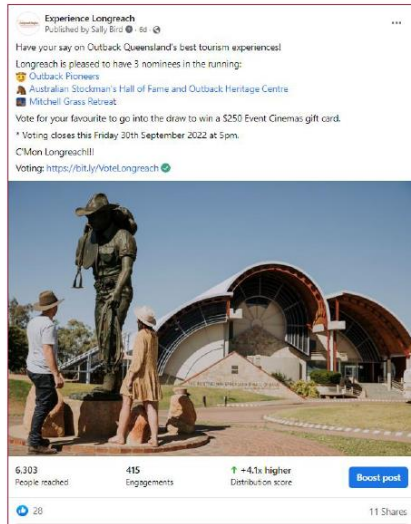 Experience Longreach
Published by Sally Bird · 6d ·
Have your say on Outback Queensland's best tourism experiences!
Longreach is pleased to have 3 nominees in the running:
Outback Pioneers
Australian Stockman's Hall of Fame and Outback Heritage Centre
Mitchell Grass Retreat
Vote for your favourite to go into the draw to win a $250 Event Cinemas gift card.
* Voting closes this Friday 30th September 2022 at 5pm.
C'Mon Longreach!!!
Voting: https://bit.ly/VoteLongreach
6,303 415 +4.1x higher
People reached Engagements Distribution score Boost post
28 11 Shares